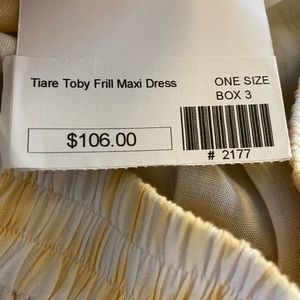 Tiare Toby Frill Maxi Dress
ONE SIZE
BOX 3
$106.00
# 2177